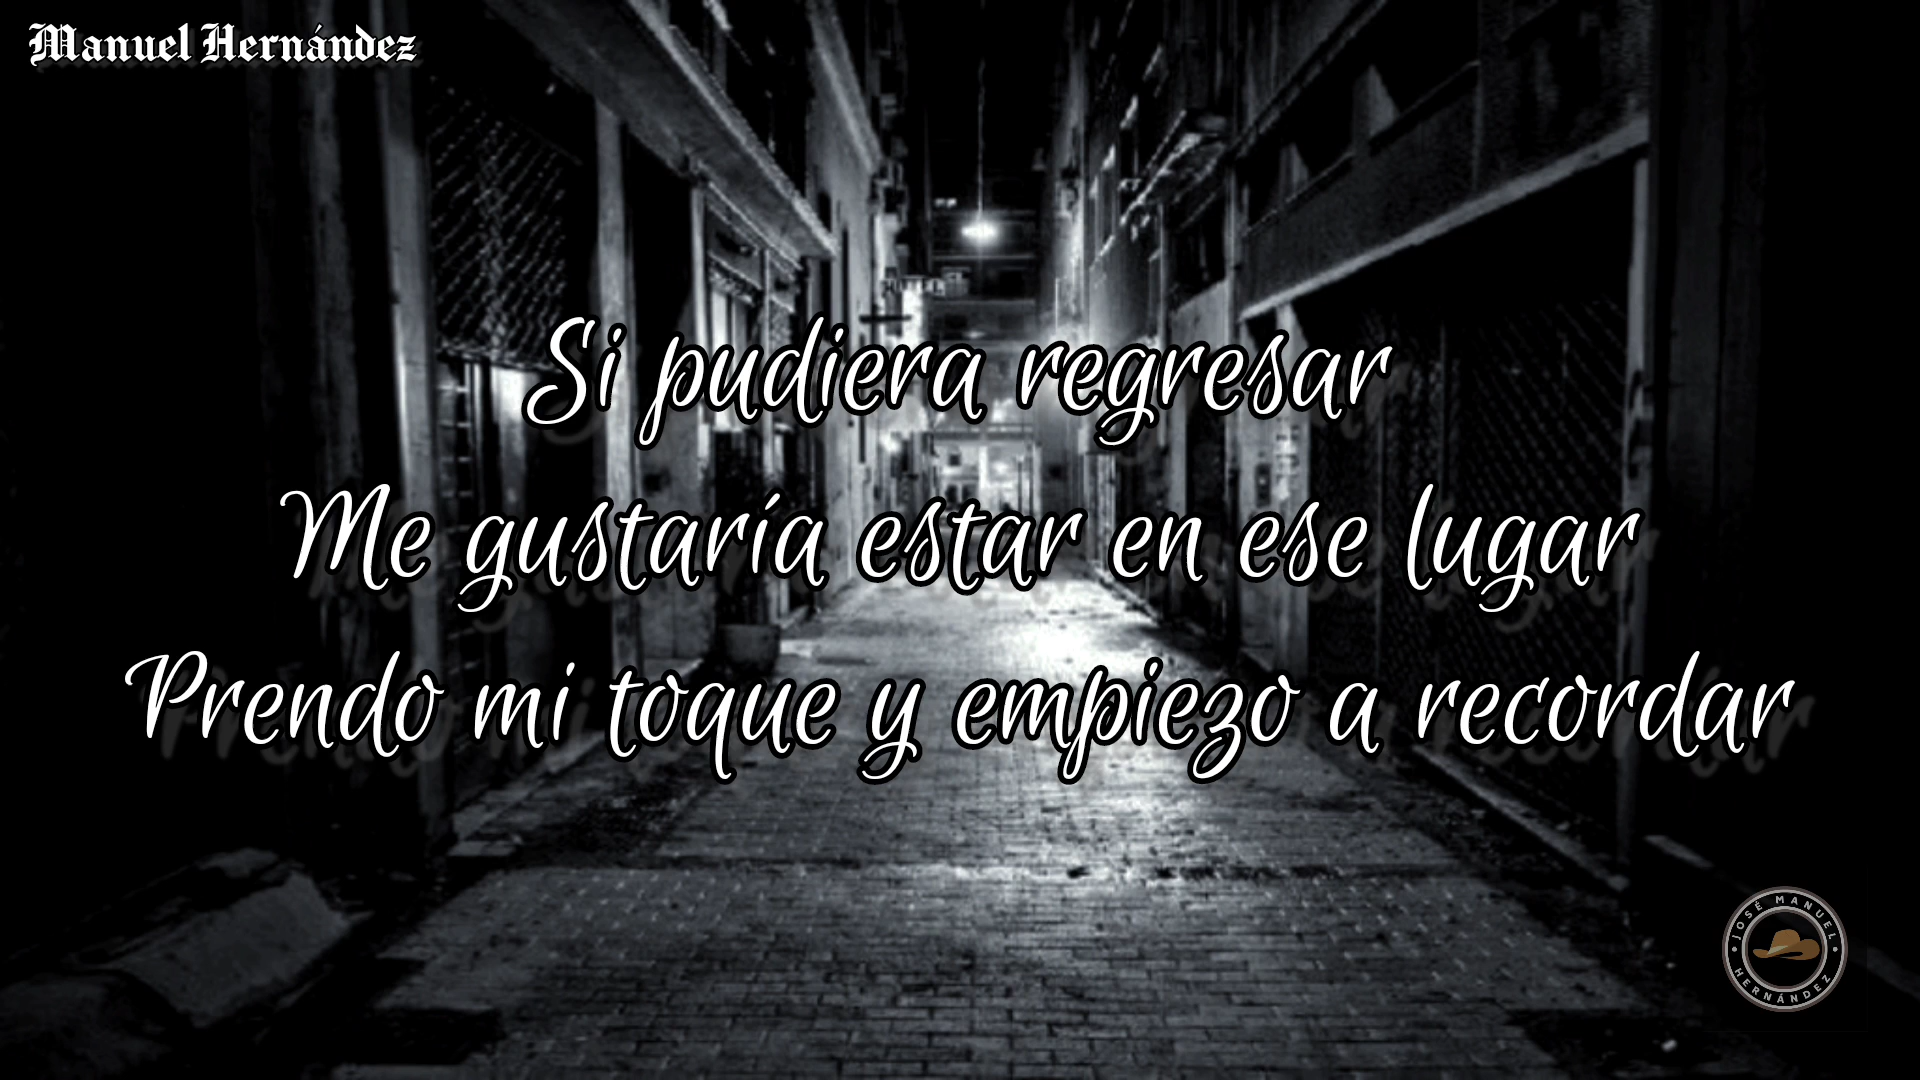 Manuel Hernández
HOTEL
Si pudiera regresar
Me gustaría estar en ese lugar
Prendo mi toque y empiezo a recordar
JOSÉ MANUEL
HERNÁNDEZ